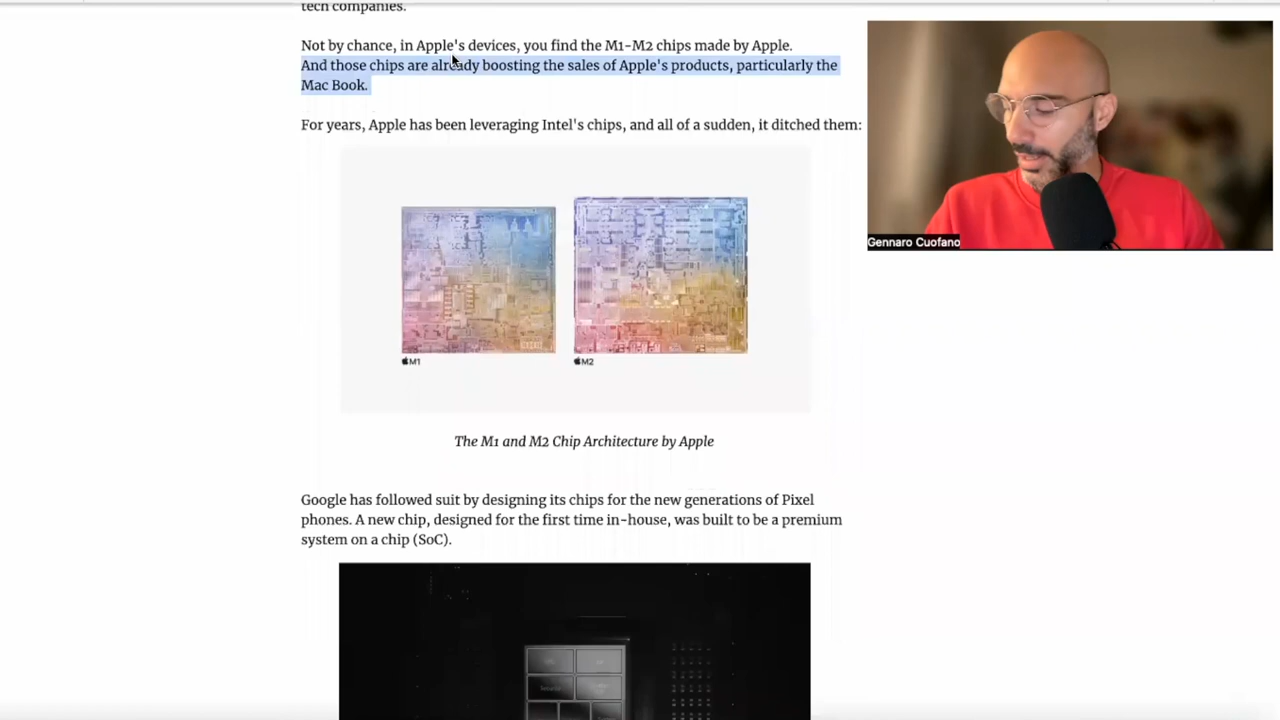 tech companies.
Not by chance, in Apple's devices, you find the M1-M2 chips made by Apple.
And those chips are already boosting the sales of Apple's products, particularly the
Mac Book.
For years, Apple has been leveraging Intel's chips, and all of a sudden, it ditched them:
Gennaro Cuofano
M1
M2
The M1 and M2 Chip Architecture by Apple
Google has followed suit by designing its chips for the new generations of Pixel
phones. A new chip, designed for the first time in-house, was built to be a premium
system on a chip (SoC).